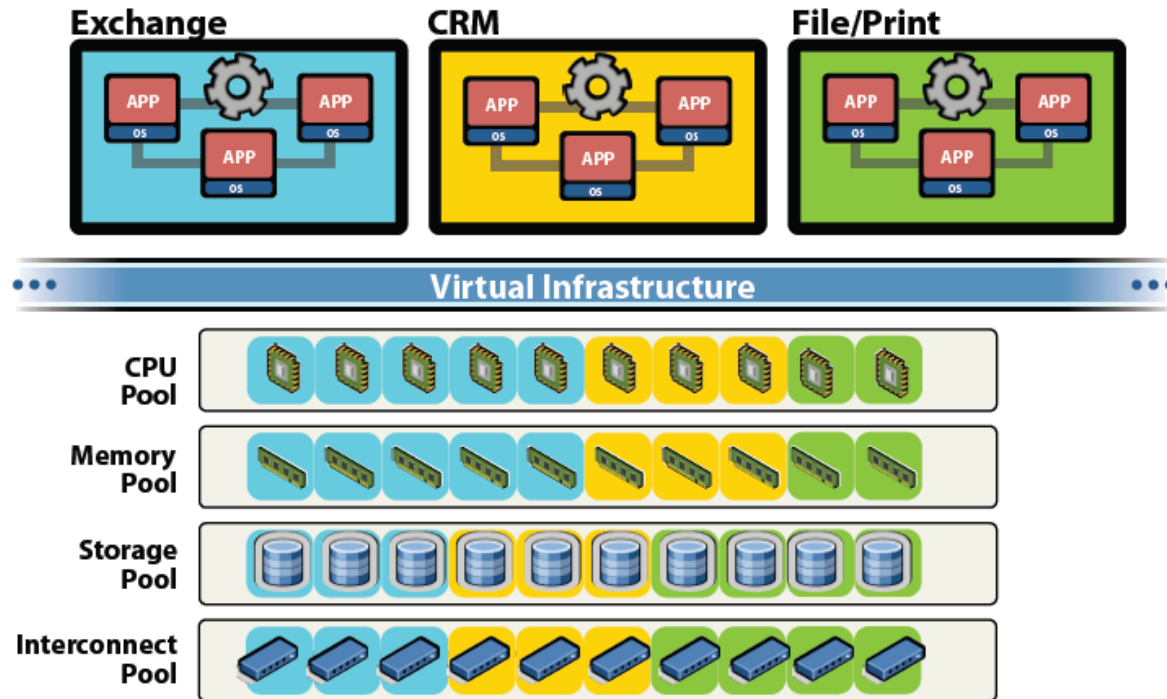 Exchange
CRM
File/Print
APP
APP
OS
OS
APP
OS
APP
APP
OS
OS
APP
OS
APP
APP
OS
OS
APP
OS
Virtual Infrastructure
CPU
Pool
Memory
Pool
Storage
Pool
Interconnect
Pool